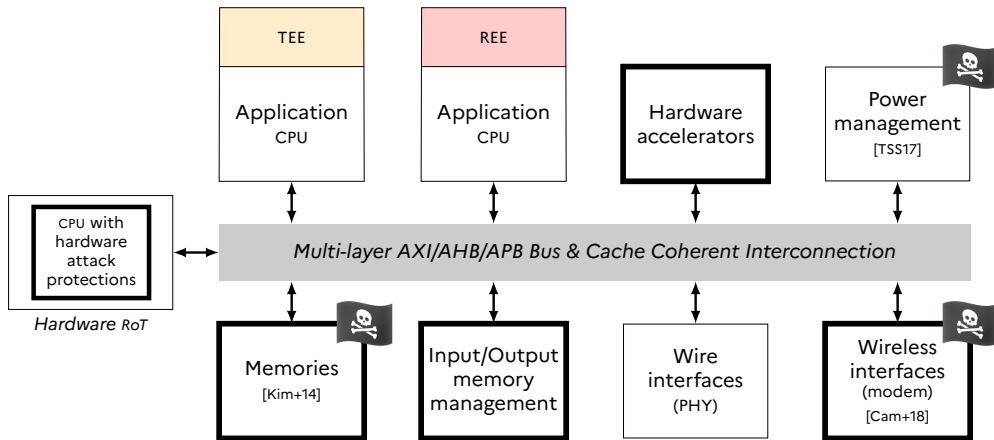 TEE
REE
Application
CPU
Application
CPU
Hardware
accelerators
Power
management
[TSS17]
CPU with
hardware
attack
protections
Hardware RoT
Multi-layer AXI/AHB/APB Bus & Cache Coherent Interconnection
Memories
[Kim+14]
Input/Output
memory
management
Wire
interfaces
(PHY)
Wireless
interfaces
(modem)
[Cam+18]